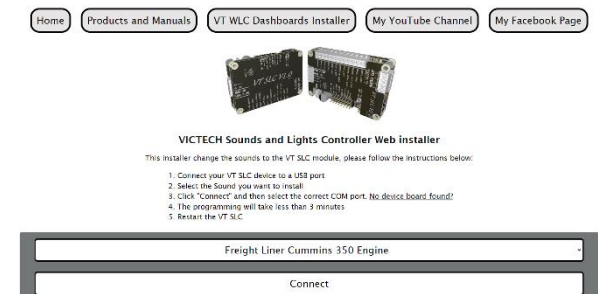 Home
Products and Manuals
VT WLC Dashboards Installer
My YouTube Channel
My Facebook Page
VT SLC V1.0
VICTECH Sounds and Lights Controller Web installer
This installer change the sounds to the VT SLC module, please follow the instructions below:
1. Connect your VT SLC device to a USB port
2. Select the Sound you want to install
3. Click "Connect" and then select the correct COM port. No device board found?
4. The programming will take less than 3 minutes
5. Restart the VT SLC
Freight Liner Cummins 350 Engine
Connect